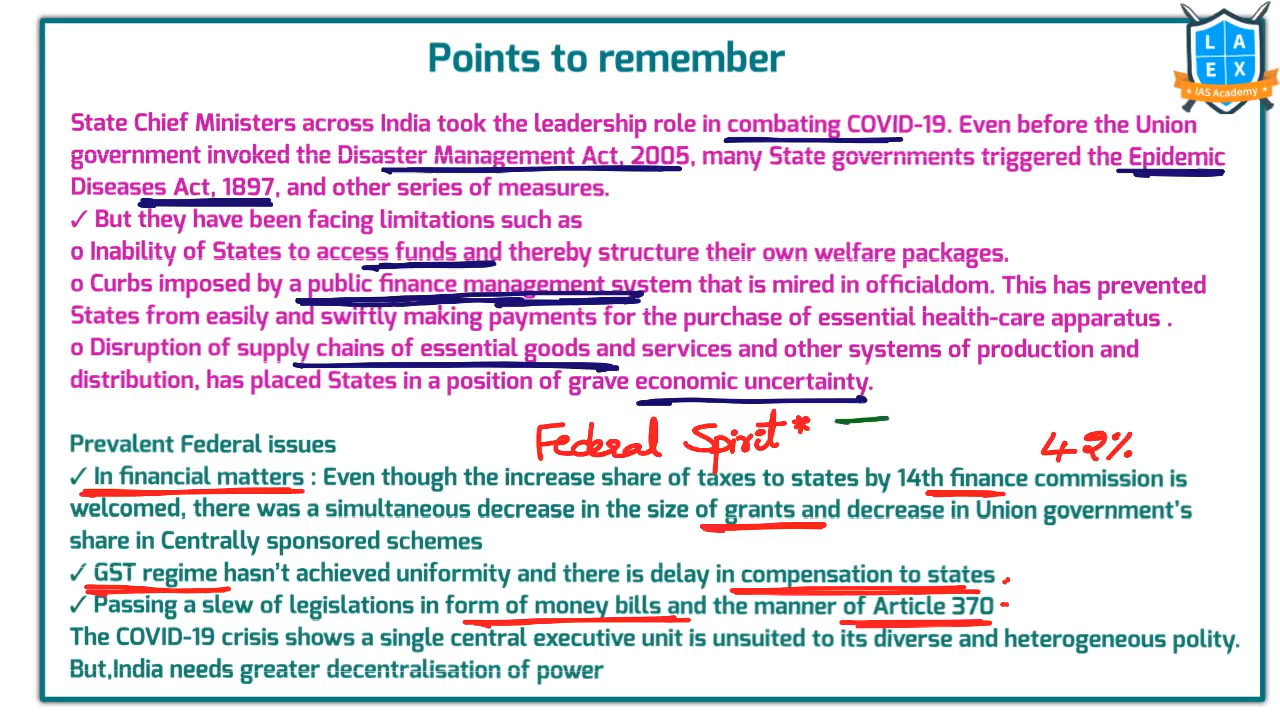 Points to remember
L A
E X
IAS Academy
State Chief Ministers across India took the leadership role in combating COVID-19. Even before the Union
government invoked the Disaster Management Act, 2005, many State governments triggered the Epidemic
Diseases Act, 1897, and other series of measures.
✓ But they have been facing limitations such as
o Inability of States to access funds and thereby structure their own welfare packages.
o Curbs imposed by a public finance management system that is mired in officialdom. This has prevented
States from easily and swiftly making payments for the purchase of essential health-care apparatus .
o Disruption of supply chains of essential goods and services and other systems of production and
distribution, has placed States in a position of grave economic uncertainty.
Federal Spirit*
42%
Prevalent Federal issues
✓ In financial matters : Even though the increase share of taxes to states by 14th finance commission is
welcomed, there was a simultaneous decrease in the size of grants and decrease in Union government's
share in Centrally sponsored schemes
✓ GST regime hasn't achieved uniformity and there is delay in compensation to states .
✓ Passing a slew of legislations in form of money bills and the manner of Article 370
The COVID-19 crisis shows a single central executive unit is unsuited to its diverse and heterogeneous polity.
But,India needs greater decentralisation of power